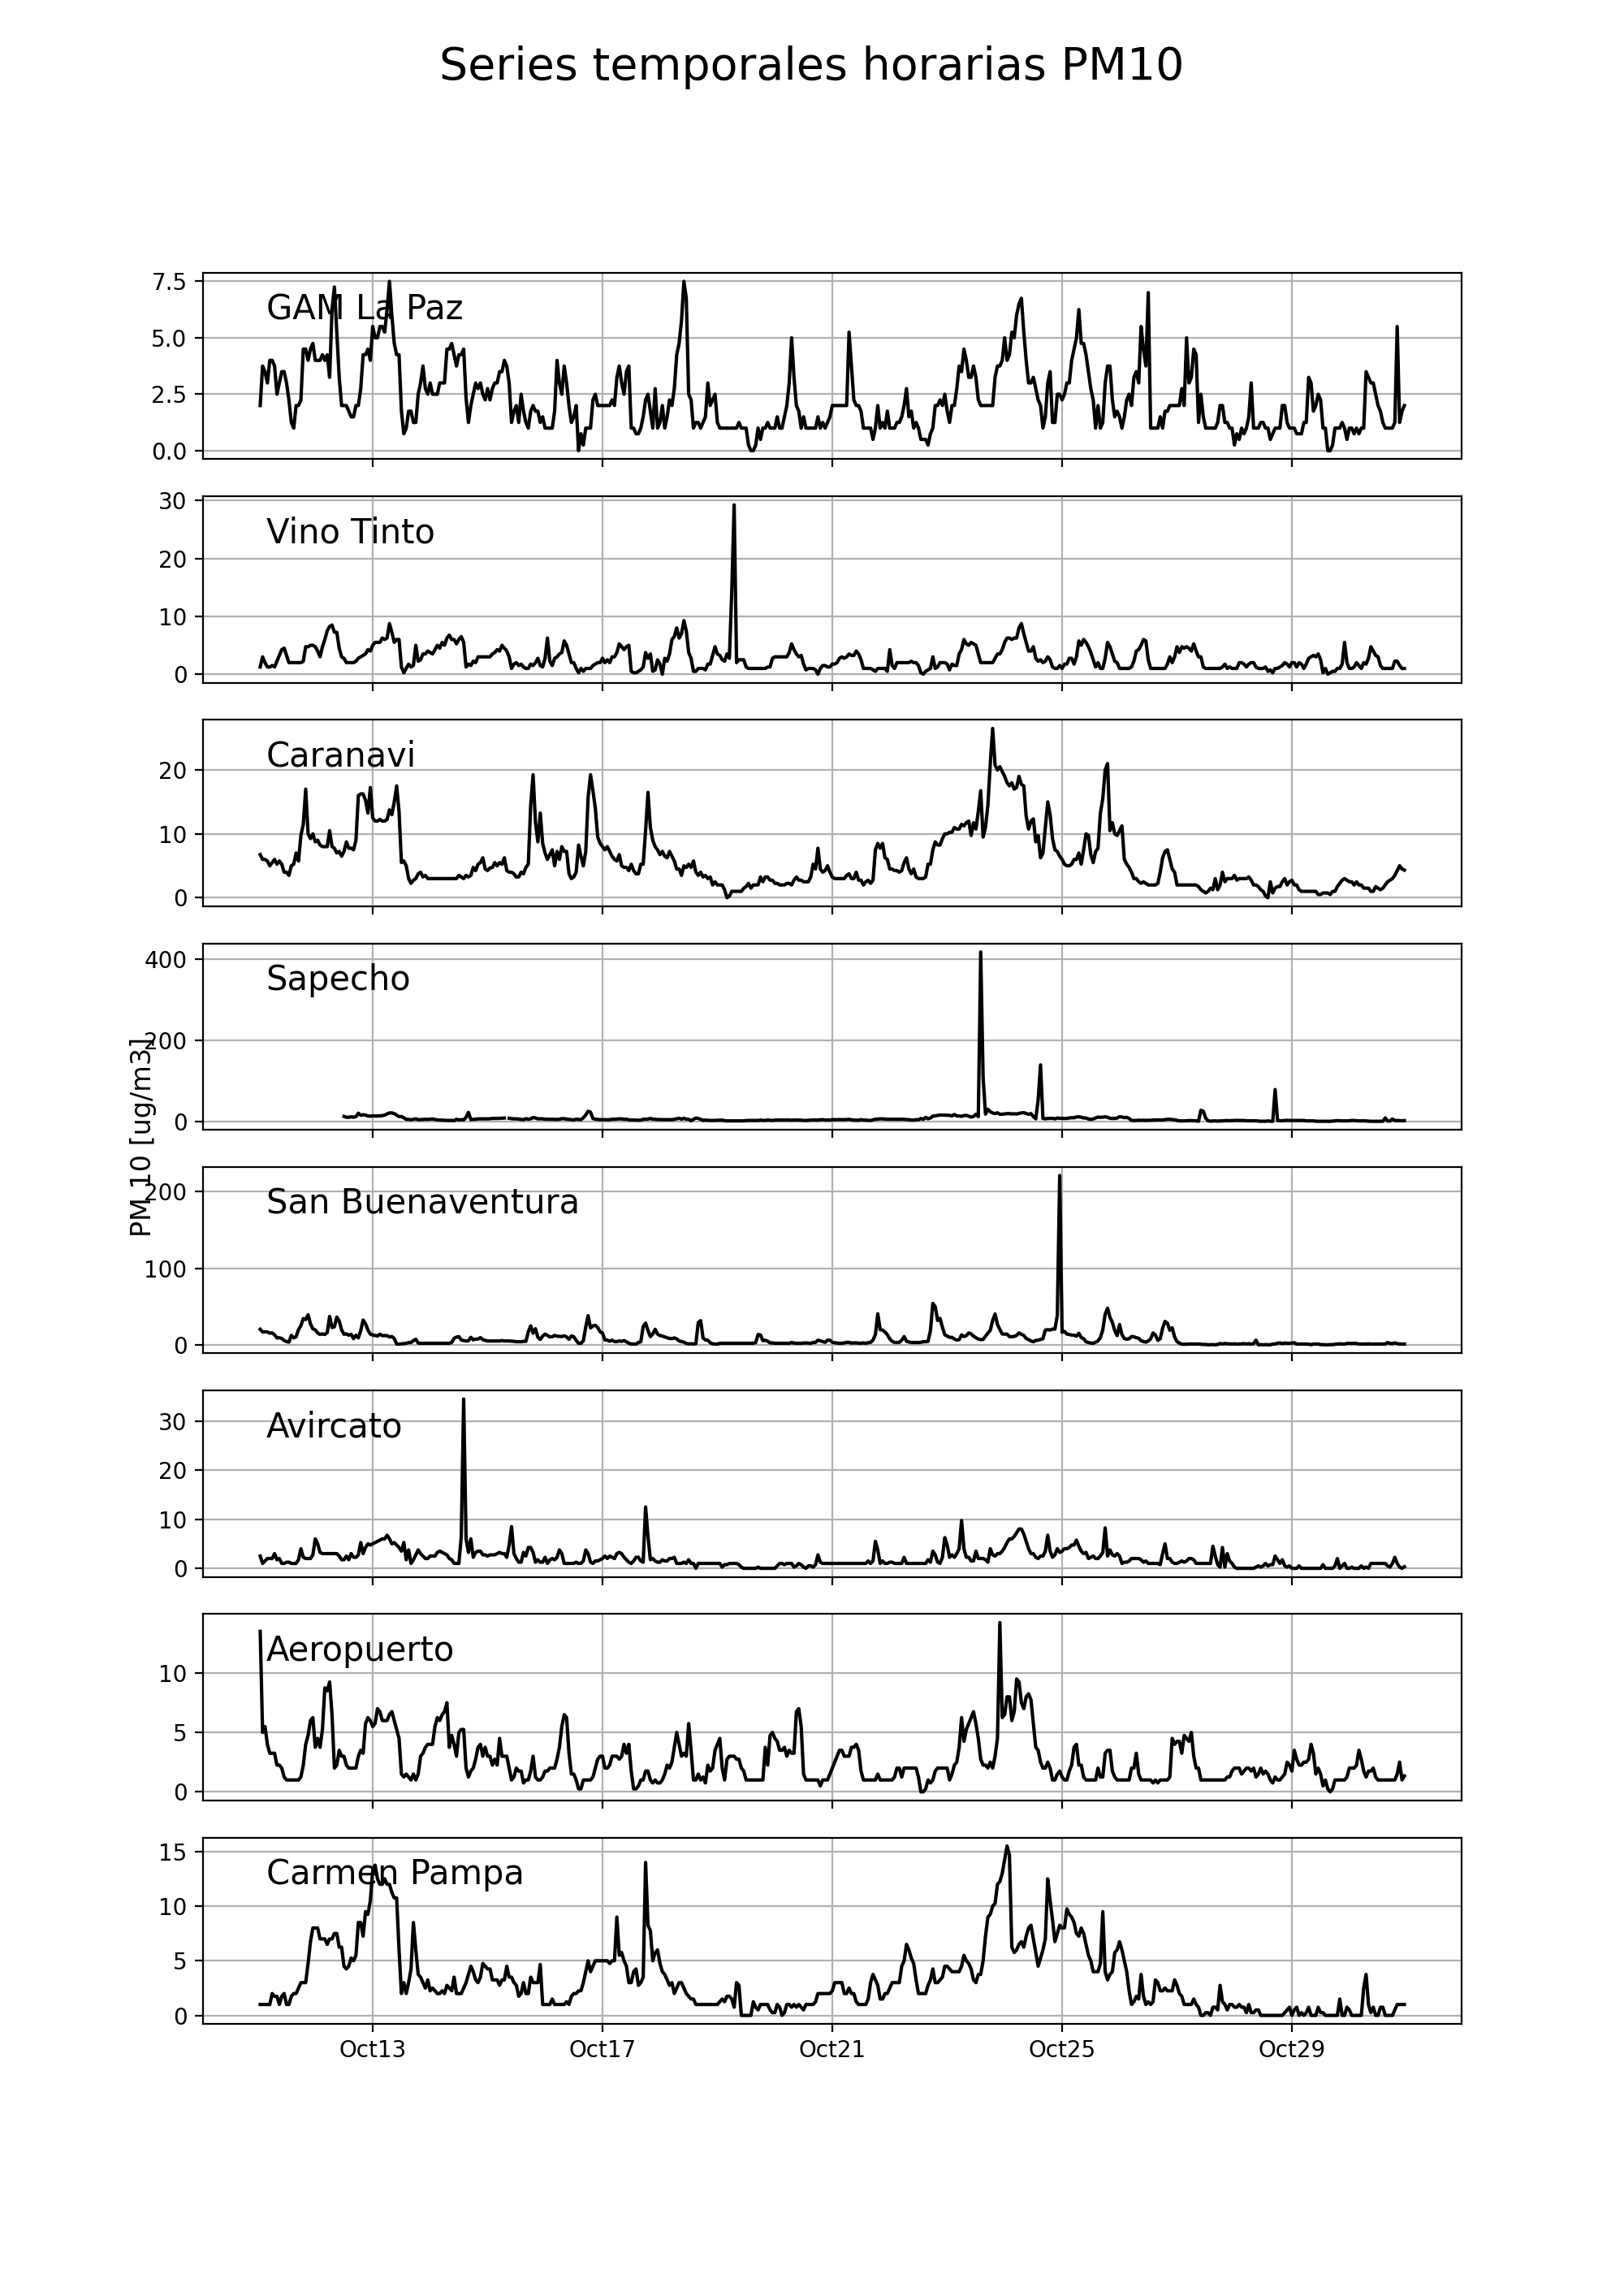 Series temporales horarias PM10
7.5
GAM La Paz
5.0
2.5
0.0
30
Vino Tinto
20
10
0
Caranavi
20
10
0
400
Sapecho
200
0
PM 10 [ug/m3]
200
San Buenaventura
100
0
30
Avircato
20
10
0
Aeropuerto
10
5
0
15
Carmen Pampa
10
5
0
Oct13 Oct17 Oct21 Oct25 Oct29